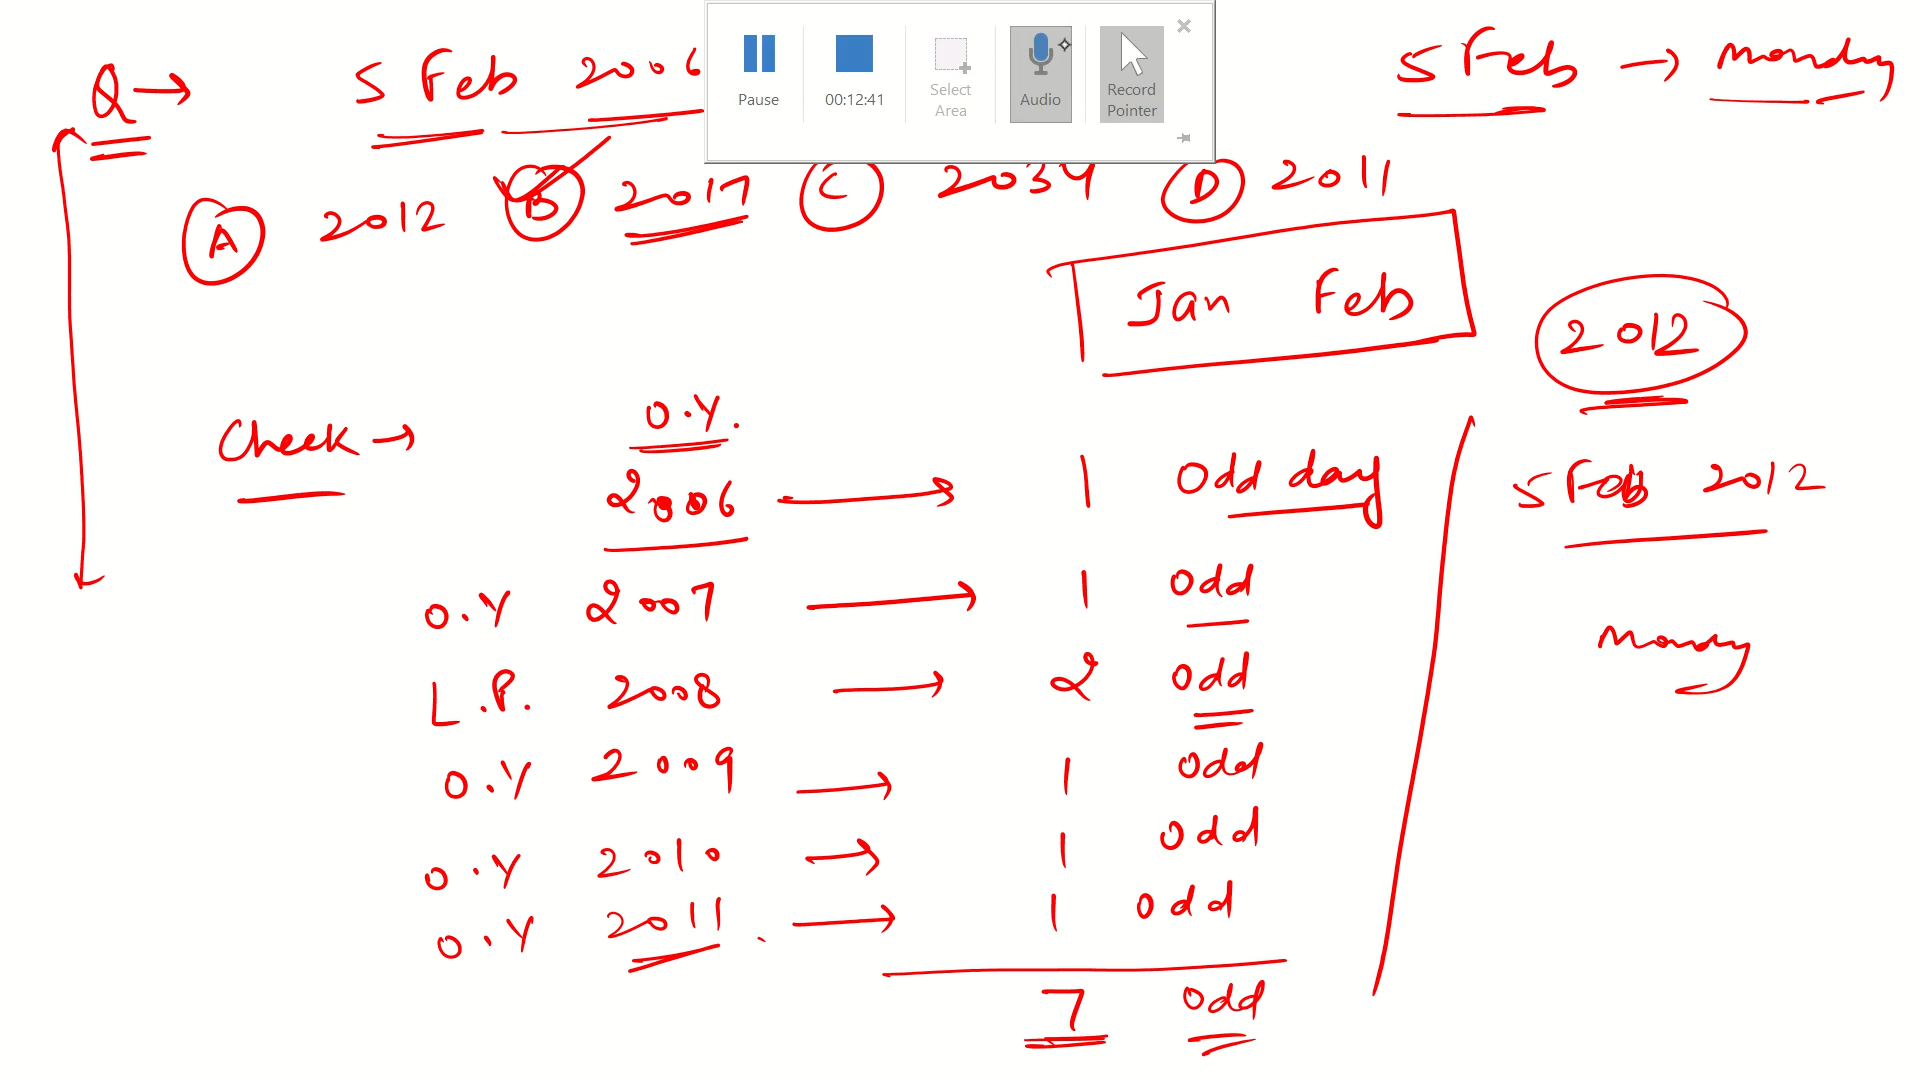 Q → 5 Feb 2006 5 Feb → Monday
Pause 00:12:41 Select Area Audio Record Pointer
A 2012 B 2017 C 2034 D 2011
Jan Feb
2012
Check → O.Y.
2006 → 1 Odd day
5 Feb 2012
O.Y 2007 → 1 Odd
Monday
L.P. 2008 → 2 Odd
O.Y 2009 → 1 Odd
O.Y 2010 → 1 Odd
O.Y 2011 → 1 Odd
7 Odd